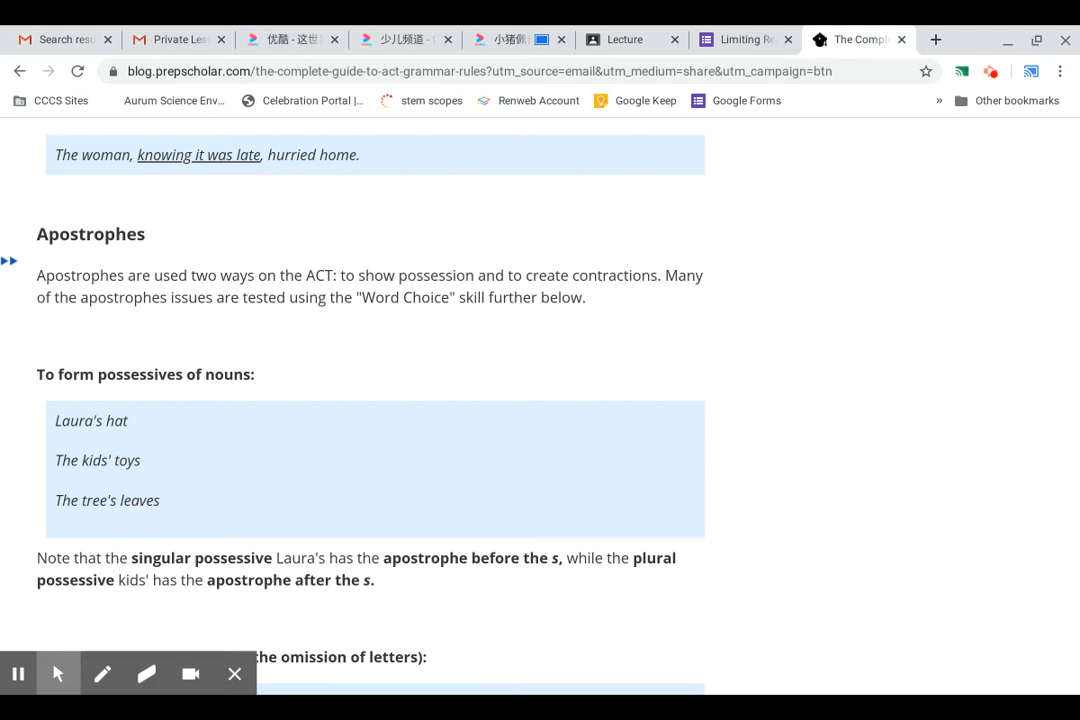 Search resu
Private Les
优酷 - 这世
少儿频道 -
小猪佩
Lecture
Limiting Re
The Compl
blog.prepscholar.com/the-complete-guide-to-act-grammar-rules?utm_source=email&utm_medium=share&utm_campaign=btn
CCCS Sites
Aurum Science Env...
Celebration Portal |...
stem scopes
Renweb Account
Google Keep
Google Forms
»
Other bookmarks
The woman, knowing it was late, hurried home.
Apostrophes
Apostrophes are used two ways on the ACT: to show possession and to create contractions. Many
of the apostrophes issues are tested using the "Word Choice" skill further below.
To form possessives of nouns:
Laura's hat
The kids' toys
The tree's leaves
Note that the singular possessive Laura's has the apostrophe before the s, while the plural
possessive kids' has the apostrophe after the s.
the omission of letters):